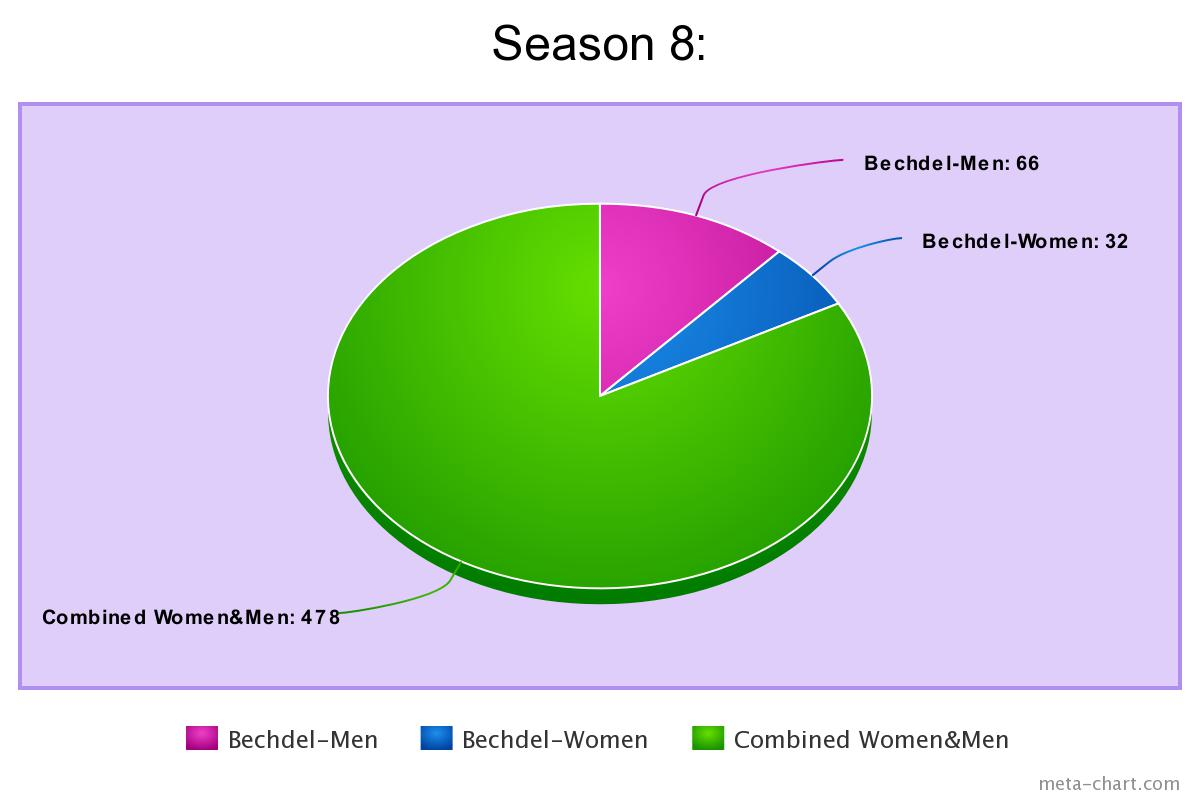 Season 8:
Bechdel-Men: 66
Bechdel-Women: 32
Combined Women&Men: 478
Bechdel-Men
Bechdel-Women
Combined Women&Men
meta-chart.com